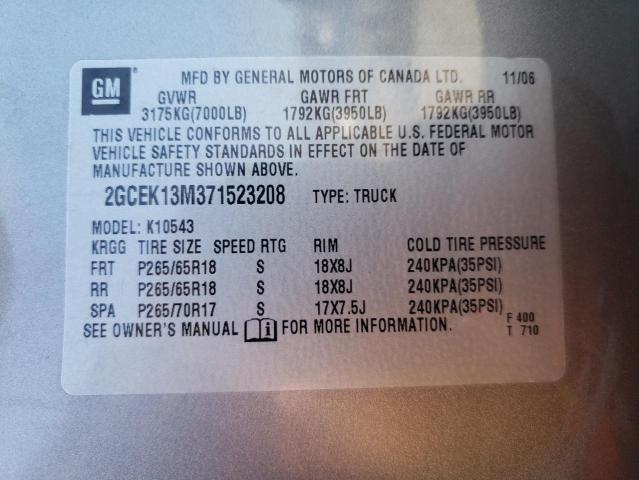 GM
MFD BY GENERAL MOTORS OF CANADA LTD. 11/06
GVWR GAWR FRT GAWR RR
3175KG(7000LB) 1792KG(3950LB) 1792KG(3950LB)
THIS VEHICLE CONFORMS TO ALL APPLICABLE U.S. FEDERAL MOTOR
VEHICLE SAFETY STANDARDS IN EFFECT ON THE DATE OF
MANUFACTURE SHOWN ABOVE.
2GCEK13M371523208 TYPE: TRUCK
MODEL: K10543
KRGG TIRE SIZE SPEED RTG RIM COLD TIRE PRESSURE
FRT P265/65R18 S 18X8J 240KPA(35PSI)
RR P265/65R18 S 18X8J 240KPA(35PSI)
SPA P265/70R17 S 17X7.5J 240KPA(35PSI)
SEE OWNER'S MANUAL i FOR MORE INFORMATION.
F 400
T 710